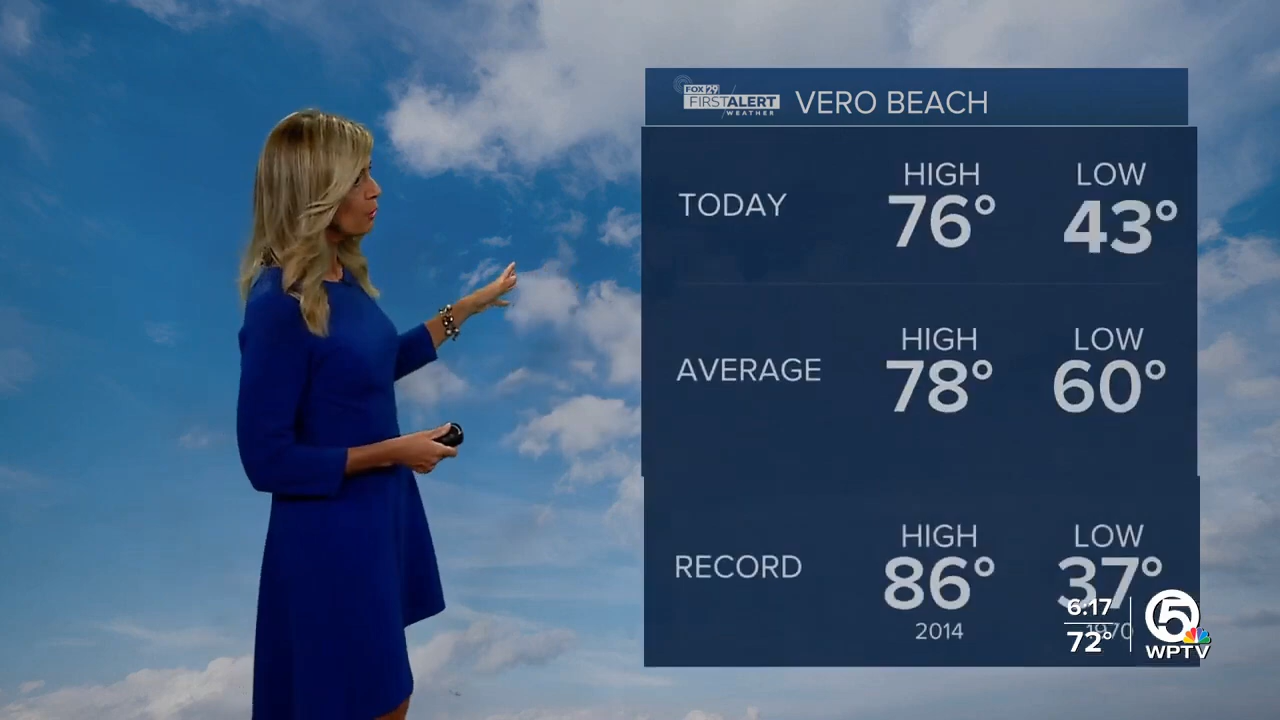 FOX 29
FIRST/ALERT
WEATHER
VERO BEACH
HIGH LOW
TODAY 76° 43°
HIGH LOW
AVERAGE 78° 60°
HIGH LOW
RECORD 86° 37°
2014 1970
6:17
72°
5
WPTV